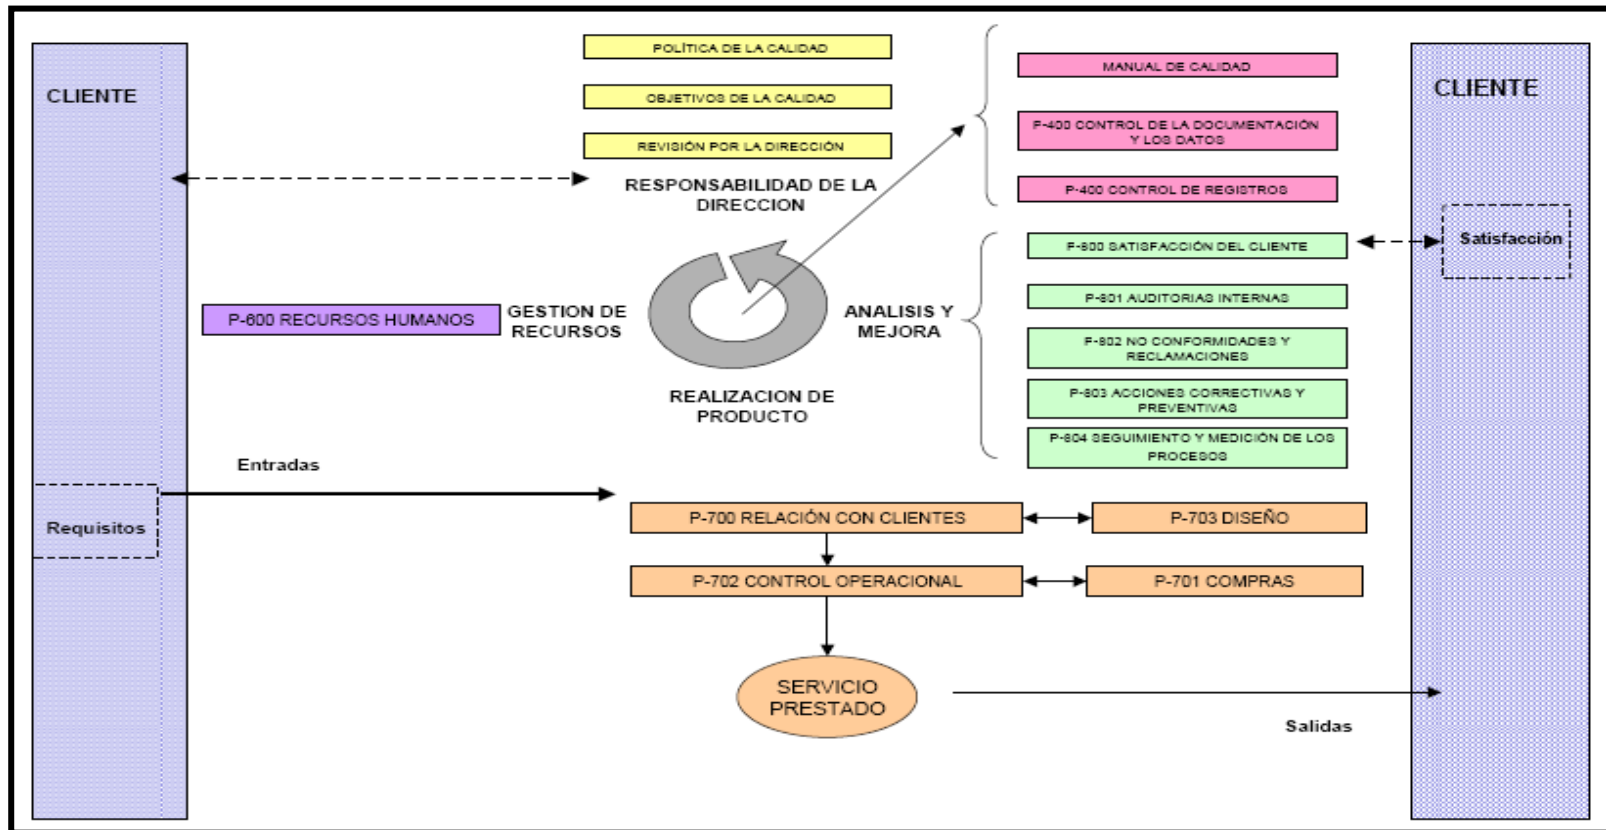 CLIENTE
POLÍTICA DE LA CALIDAD
OBJETIVOS DE LA CALIDAD
REVISIÓN POR LA DIRECCIÓN
RESPONSABILIDAD DE LA
DIRECCION
MANUAL DE CALIDAD
P-400 CONTROL DE LA DOCUMENTACIÓN
Y LOS DATOS
P-400 CONTROL DE REGISTROS
CLIENTE
Satisfacción
P-800 SATISFACCIÓN DEL CLIENTE
P-801 AUDITORIAS INTERNAS
P-802 NO CONFORMIDADES Y
RECLAMACIONES
P-803 ACCIONES CORRECTIVAS Y
PREVENTIVAS
P-804 SEGUIMIENTO Y MEDICIÓN DE LOS
PROCESOS
P-600 RECURSOS HUMANOS
GESTION DE
RECURSOS
ANALISIS Y
MEJORA
REALIZACION DE
PRODUCTO
Entradas
Requisitos
P-700 RELACIÓN CON CLIENTES
P-703 DISEÑO
P-702 CONTROL OPERACIONAL
P-701 COMPRAS
SERVICIO
PRESTADO
Salidas